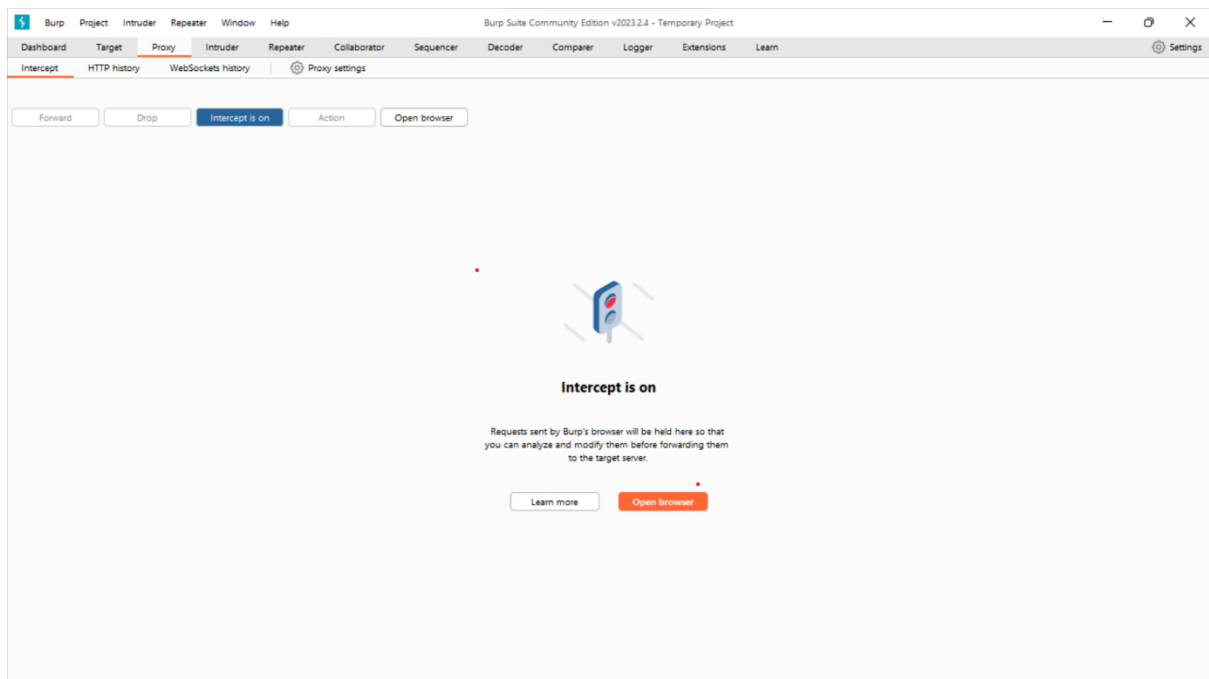 Burp Project Intruder Repeater Window Help Burp Suite Community Edition v2023.2.4 - Temporary Project
Dashboard Target Proxy Intruder Repeater Collaborator Sequencer Decoder Comparer Logger Extensions Learn Settings
Intercept HTTP history WebSockets history Proxy settings
Forward Drop Intercept is on Action Open browser
Intercept is on
Requests sent by Burp's browser will be held here so that
you can analyze and modify them before forwarding them
to the target server.
Learn more Open browser